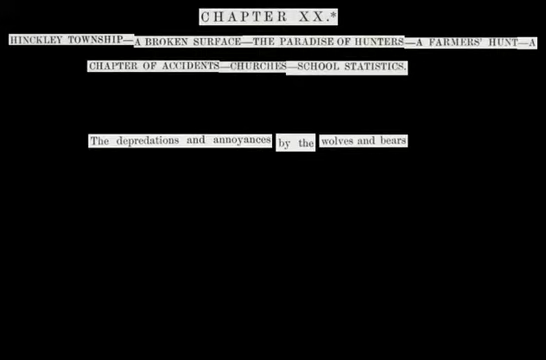 CHAPTER XX.*
HINCKLEY TOWNSHIP—A BROKEN SURFACE—THE PARADISE OF HUNTERS—A FARMERS' HUNT—A
CHAPTER OF ACCIDENTS—CHURCHES—SCHOOL STATISTICS.
The depredations and annoyances by the wolves and bears